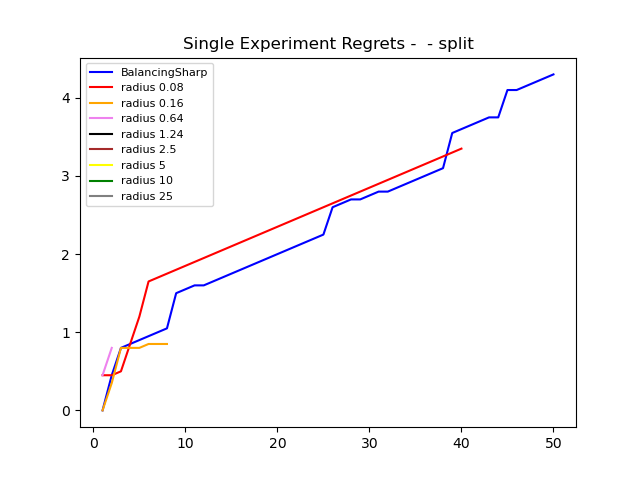 Single Experiment Regrets -  - split
BalancingSharp
radius 0.08
radius 0.16
radius 0.64
radius 1.24
radius 2.5
radius 5
radius 10
radius 25
4
3
2
1
0
0 10 20 30 40 50